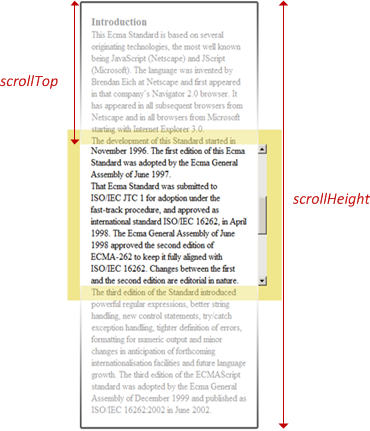 Introduction
This Ecma Standard is based on several
originating technologies, the most well known
being JavaScript (Netscape) and JScript
(Microsoft). The language was invented by
Brendan Eich at Netscape and first appeared
in that company's Navigator 2.0 browser. It
has appeared in all subsequent browsers from
Netscape and in all browsers from Microsoft
starting with Internet Explorer 3.0.
The development of this Standard started in
November 1996. The first edition of this Ecma
Standard was adopted by the Ecma General
Assembly of June 1997.
That Ecma Standard was submitted to
ISO/IEC JTC 1 for adoption under the
fast-track procedure, and approved as
international standard ISO/IEC 16262, in April
1998. The Ecma General Assembly of June
1998 approved the second edition of
ECMA-262 to keep it fully aligned with
ISO/IEC 16262. Changes between the first
and the second edition are editorial in nature.
The third edition of the Standard introduced
powerful regular expressions, better string
handling, new control statements, try/catch
exception handling, tighter definition of errors,
formatting for numeric output and minor
changes in anticipation of forthcoming
internationalisation facilities and future language
growth. The third edition of the ECMAScript
standard was adopted by the Ecma General
Assembly of December 1999 and published as
ISO/IEC 16262:2002 in June 2002.
scrollTop
scrollHeight